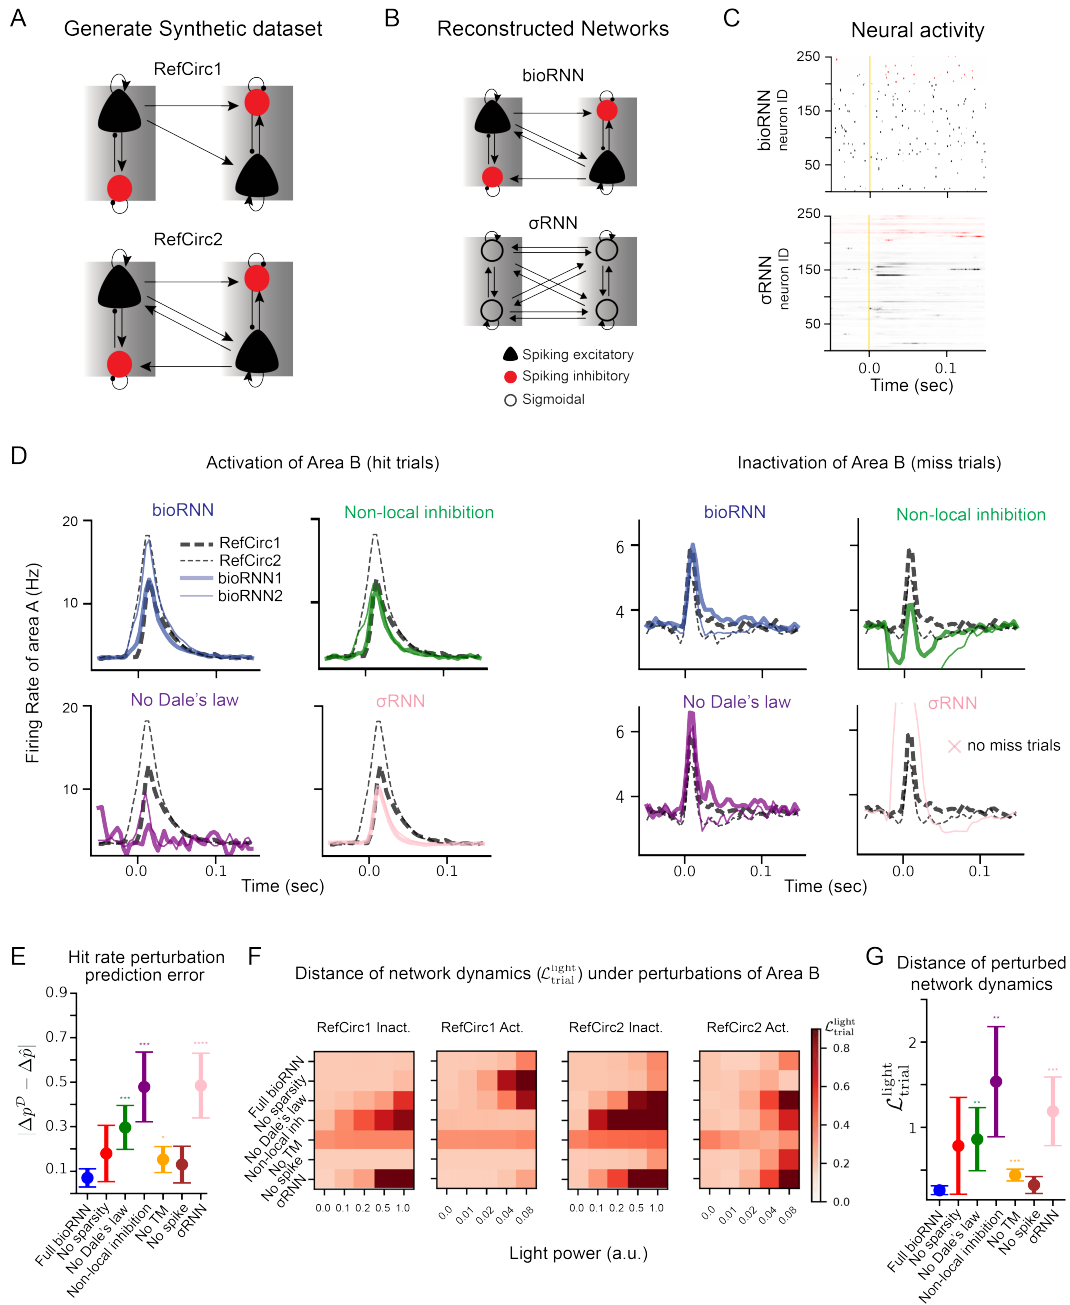 A
Generate Synthetic dataset
RefCirc1
RefCirc2
B
Reconstructed Networks
bioRNN
σRNN
Spiking excitatory
Spiking inhibitory
Sigmoidal
C
Neural activity
bioRNN
neuron ID
250
150
50
σRNN
neuron ID
250
150
50
0.0
0.1
Time (sec)
D
Activation of Area B (hit trials)
Inactivation of Area B (miss trials)
Firing Rate of area A (Hz)
bioRNN
20
10
RefCirc1
RefCirc2
bioRNN1
bioRNN2
Non-local inhibition
No Dale's law
20
10
0.0
0.1
σRNN
0.0
0.1
Time (sec)
bioRNN
6
4
Non-local inhibition
No Dale's law
6
4
0.0
0.1
σRNN
no miss trials
0.0
0.1
Time (sec)
E
Hit rate perturbation
prediction error
|Δp𝒟 − Δp̂|
0.9
0.7
0.5
0.3
0.1
***
***
*
****
Full bioRNN
No sparsity
No Dale's law
Non-local inhibition
No TM
No spike
σRNN
F
Distance of network dynamics (ℒ light trial) under perturbations of Area B
RefCirc1 Inact.
RefCirc1 Act.
RefCirc2 Inact.
RefCirc2 Act.
Full bioRNN
No sparsity
No Dale's law
Non-local inh
No TM
No spike
σRNN
0.0 0.1 0.2 0.5 1.0
0.0 0.01 0.02 0.04 0.08
0.0 0.1 0.2 0.5 1.0
0.0 0.01 0.02 0.04 0.08
Light power (a.u.)
ℒ light trial
0.8
0.6
0.4
0.2
0.0
G
Distance of perturbed
network dynamics
ℒ light trial
2
1
**
**
***
***
Full bioRNN
No sparsity
No Dale's law
Non-local inhibition
No TM
No spike
σRNN